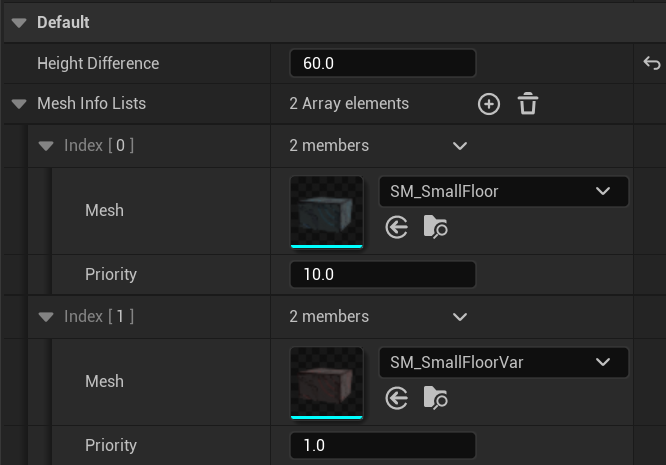 Default
Height Difference 60.0
Mesh Info Lists 2 Array elements
Index [ 0 ] 2 members
Mesh SM_SmallFloor
Priority 10.0
Index [ 1 ] 2 members
Mesh SM_SmallFloorVar
Priority 1.0